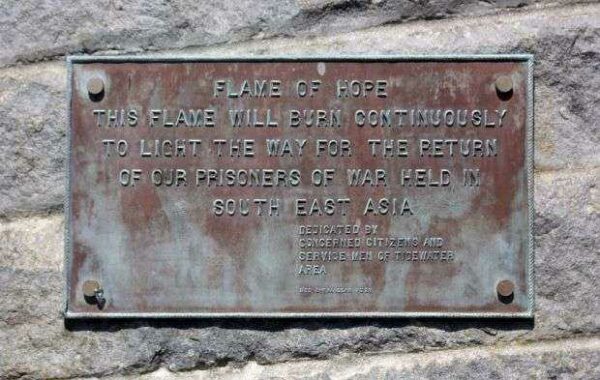 FLAME OF HOPE
THIS FLAME WILL BURN CONTINUOUSLY
TO LIGHT THE WAY FOR THE RETURN
OF OUR PRISONERS OF WAR HELD IN
SOUTH EAST ASIA
DEDICATED BY
CONCERNED CITIZENS AND
SERVICE MEN OF TIDEWATER
AREA